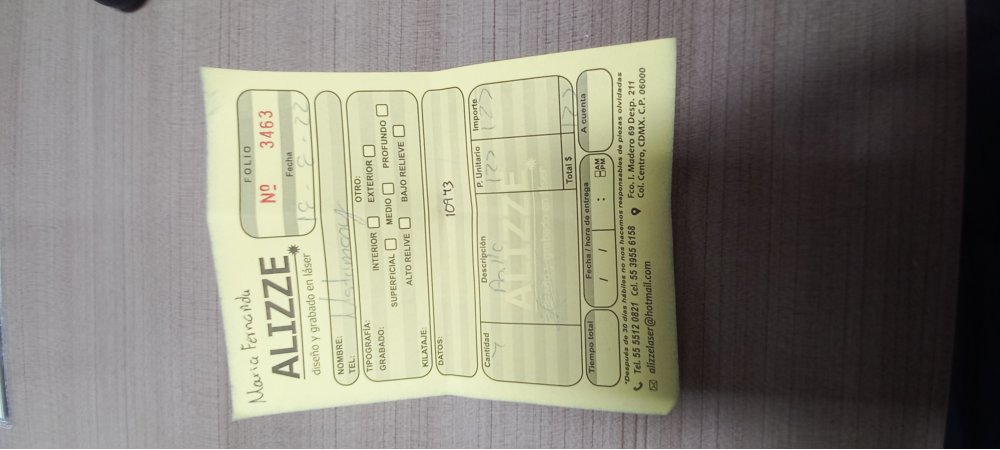 Maria Fernanda
ALIZZE
diseño y grabado en láser
FOLIO
Nº 3463
Fecha
NOMBRE:
TEL:
TIPOGRAFÍA:
OTRO:
GRABADO: INTERIOR EXTERIOR
SUPERFICIAL MEDIO PROFUNDO
ALTO RELIVE BAJO RELIEVE
KILATAJE:
DATOS:
10943
Cantidad Descripción P. Unitario Importe
Anillo
ALIZZE
Total $
Tiempo total Fecha / hora de entrega A cuenta
/ / : AM
PM
*Después de 30 días hábiles no nos hacemos responsables de piezas olvidadas
Tel. 55 5512 0821 Cel. 55 3955 6158 Fco. I. Madero 69 Desp. 211
alizzelaser@hotmail.com Col. Centro, CDMX. C.P. 06000